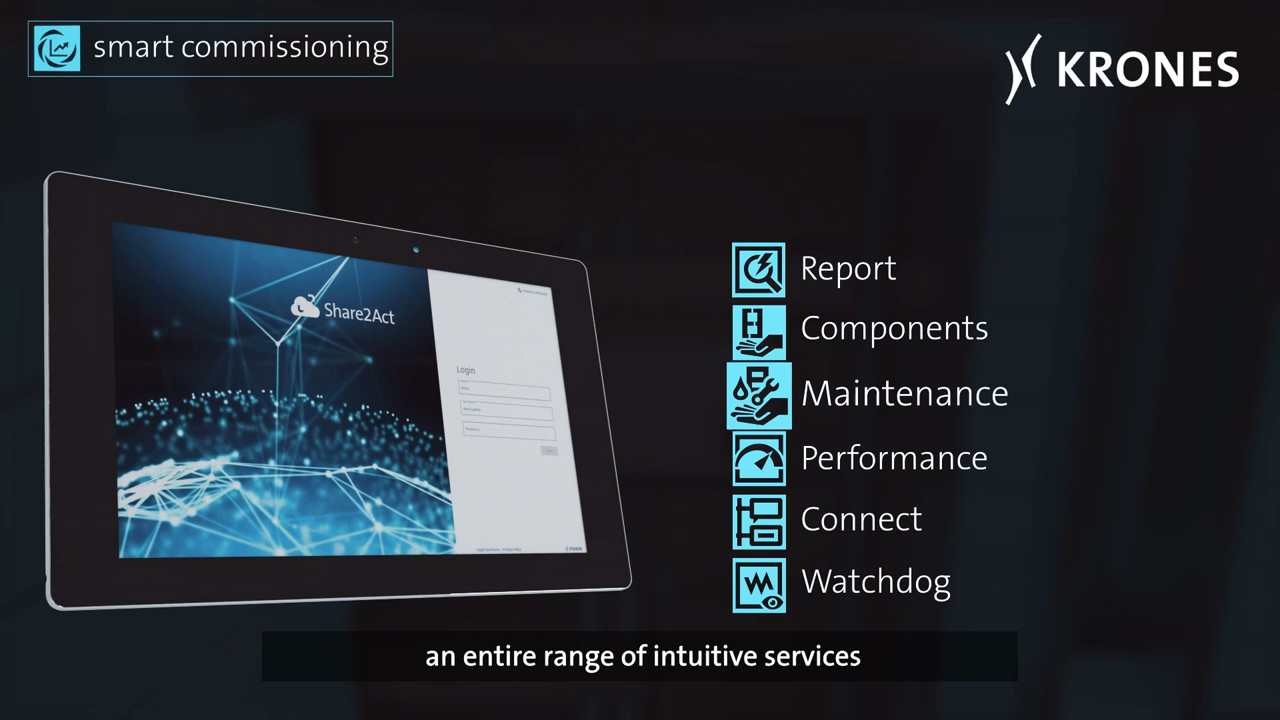 smart commissioning
KRONES
Share2Act
Login
Report
Components
Maintenance
Performance
Connect
Watchdog
an entire range of intuitive services